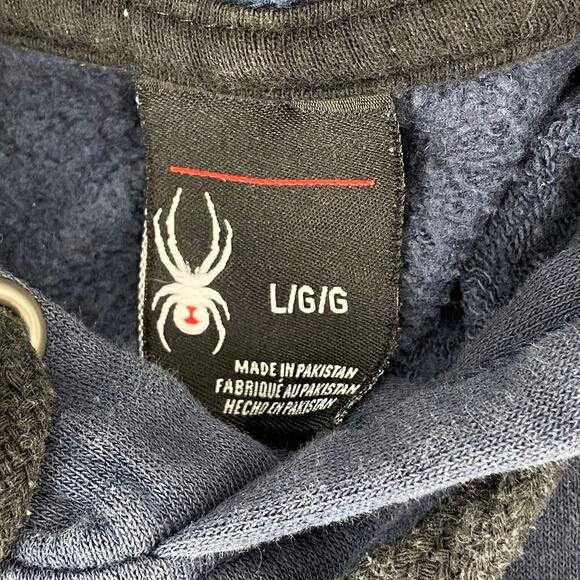 L/G/G
MADE IN PAKISTAN
FABRIQUÉ AU PAKISTAN
HECHO EN PAKISTAN